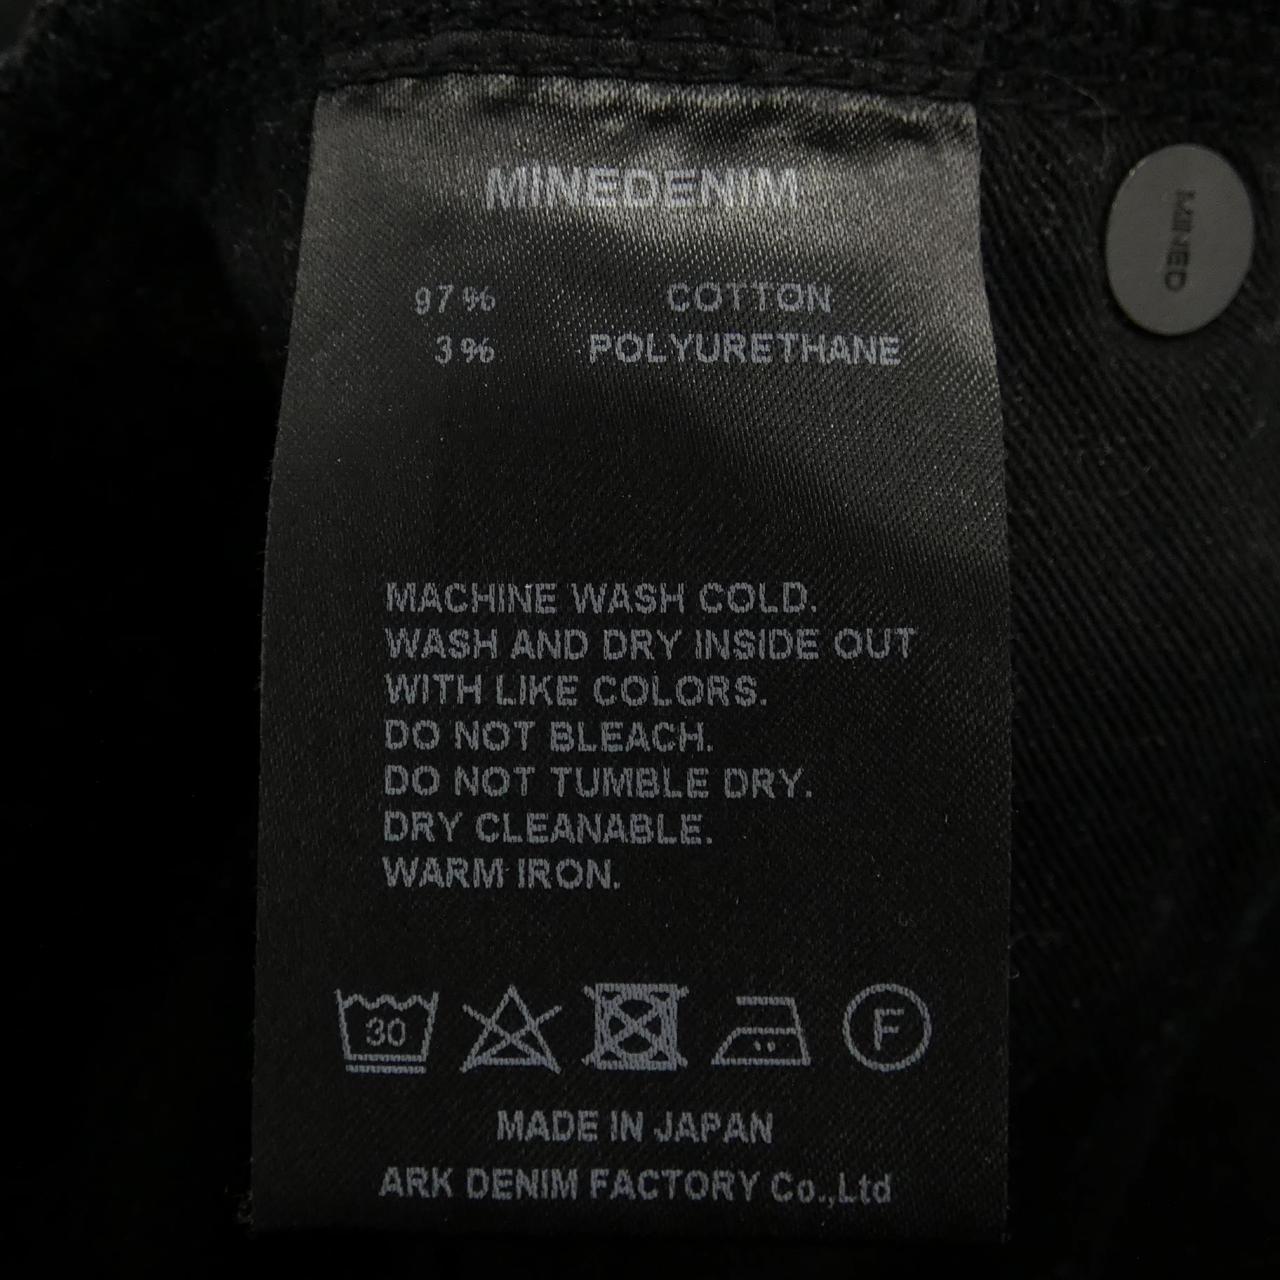 MINEDENIM
97% COTTON
3% POLYURETHANE
MACHINE WASH COLD.
WASH AND DRY INSIDE OUT
WITH LIKE COLORS.
DO NOT BLEACH.
DO NOT TUMBLE DRY.
DRY CLEANABLE.
WARM IRON.
30
F
MADE IN JAPAN
ARK DENIM FACTORY Co.,Ltd
MINED